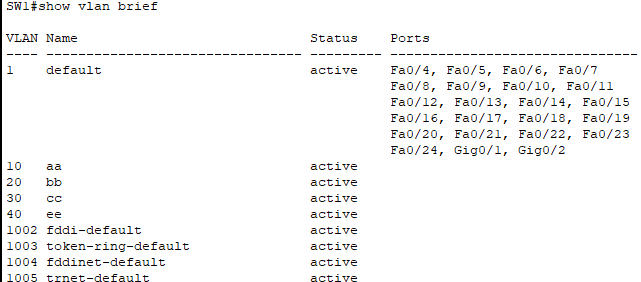 SW1#show vlan brief
VLAN Name                             Status    Ports
---- -------------------------------- --------- -------------------------------
1    default                          active    Fa0/4, Fa0/5, Fa0/6, Fa0/7
                                                Fa0/8, Fa0/9, Fa0/10, Fa0/11
                                                Fa0/12, Fa0/13, Fa0/14, Fa0/15
                                                Fa0/16, Fa0/17, Fa0/18, Fa0/19
                                                Fa0/20, Fa0/21, Fa0/22, Fa0/23
                                                Fa0/24, Gig0/1, Gig0/2
10   aa                               active
20   bb                               active
30   cc                               active
40   ee                               active
1002 fddi-default                     active
1003 token-ring-default               active
1004 fddinet-default                  active
1005 trnet-default                    active